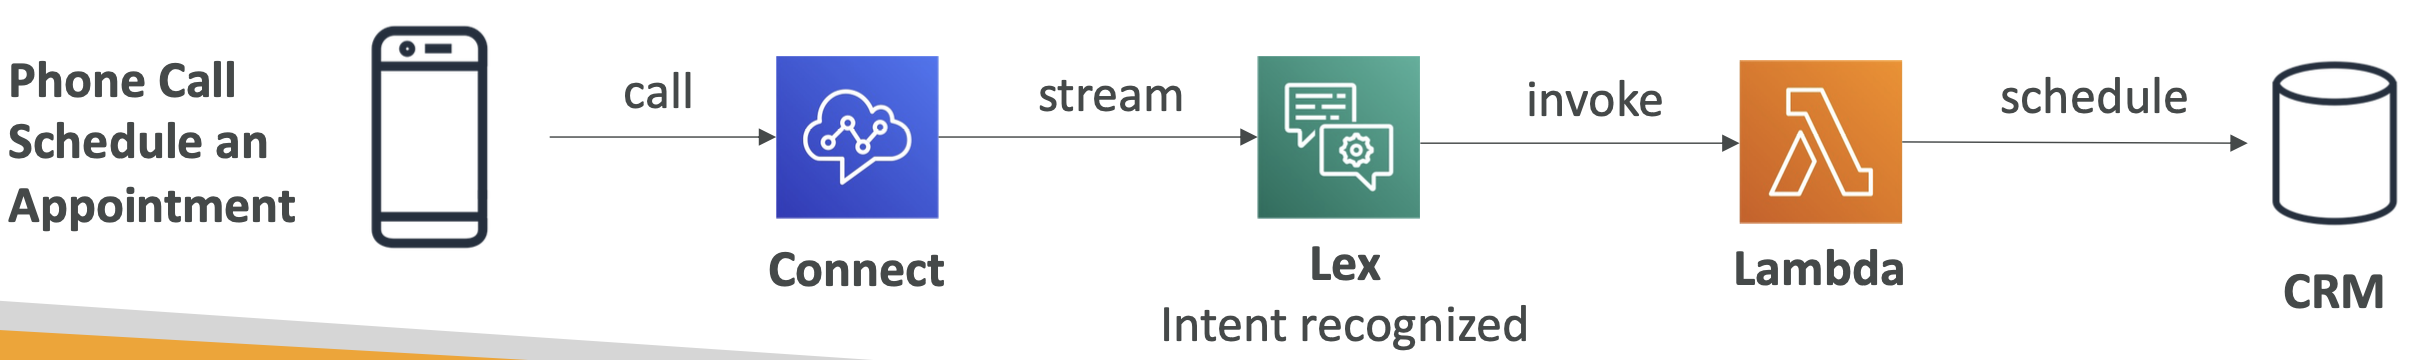 Phone Call
Schedule an
Appointment
call
Connect
stream
Lex
Intent recognized
invoke
Lambda
schedule
CRM